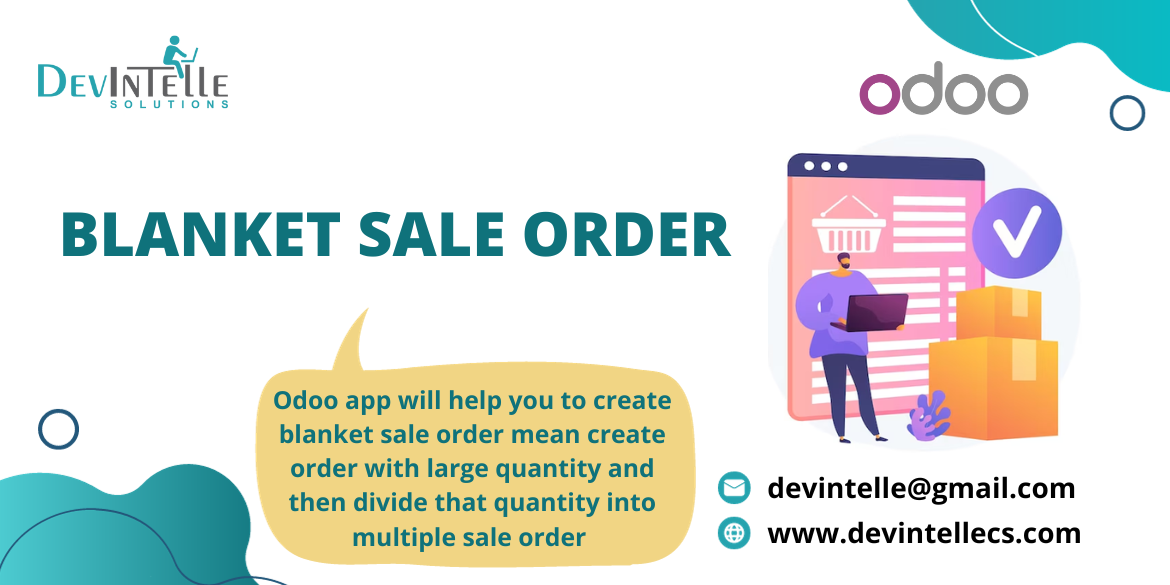 DEVINTELLE
SOLUTIONS
odoo
BLANKET SALE ORDER
Odoo app will help you to create
blanket sale order mean create
order with large quantity and
then divide that quantity into
multiple sale order
devintelle@gmail.com
www.devintellecs.com